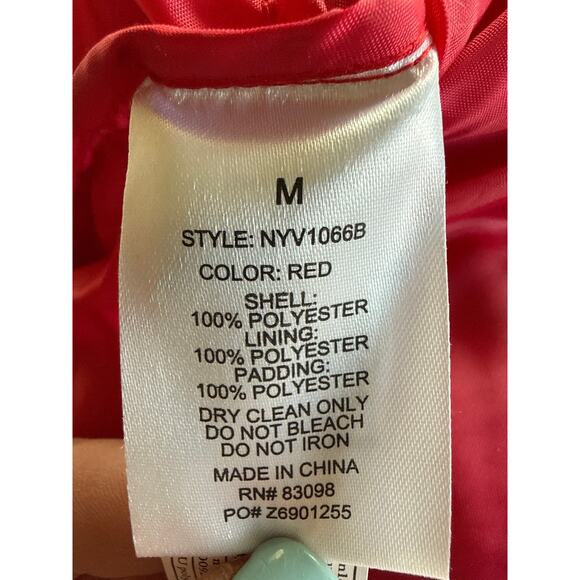 M
STYLE: NYV1066B
COLOR: RED
SHELL:
100% POLYESTER
LINING:
100% POLYESTER
PADDING:
100% POLYESTER
DRY CLEAN ONLY
DO NOT BLEACH
DO NOT IRON
MADE IN CHINA
RN# 83098
PO# Z6901255